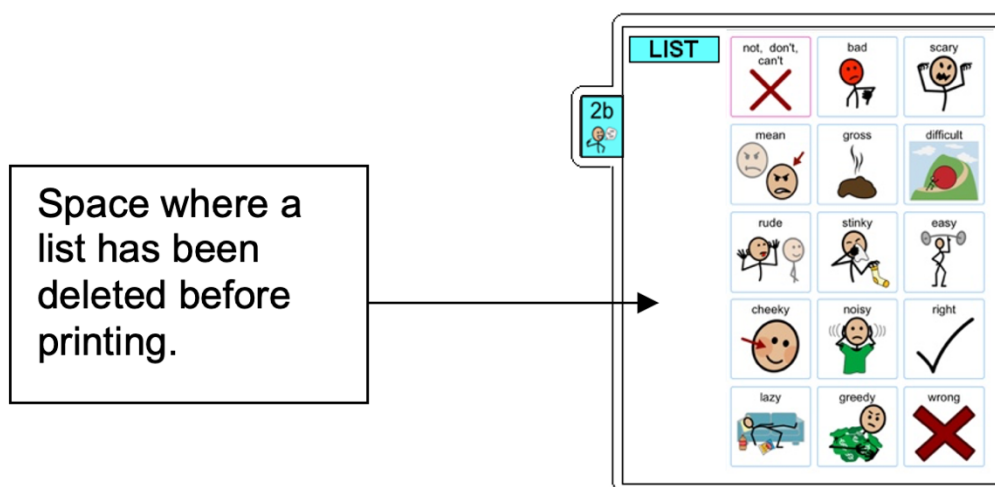 LIST
not, don't,
can't
bad
scary
2b
mean
gross
difficult
Space where a
list has been
deleted before
printing.
rude
stinky
easy
cheeky
noisy
right
lazy
greedy
wrong